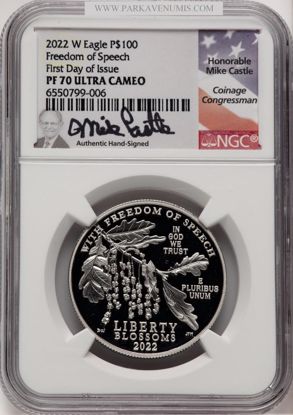 WWW.PARKAVENUMIS.COM
2022 W Eagle P$100
Freedom of Speech
First Day of Issue
PF 70 ULTRA CAMEO
6550799-006
Mike Castle
Authentic Hand-Signed
Honorable
Mike Castle
Coinage
Congressman
NGC
WITH FREEDOM OF SPEECH
IN
GOD
WE
TRUST
E
PLURIBUS
UNUM
LIBERTY
BLOSSOMS
2022